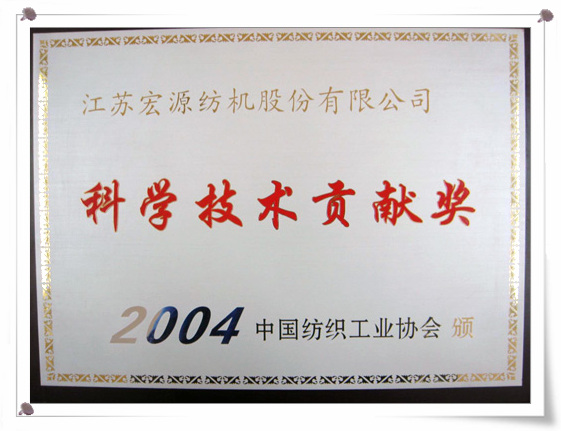 江苏宏源纺机股份有限公司
科学技术贡献奖
2004 中国纺织工业协会 颁